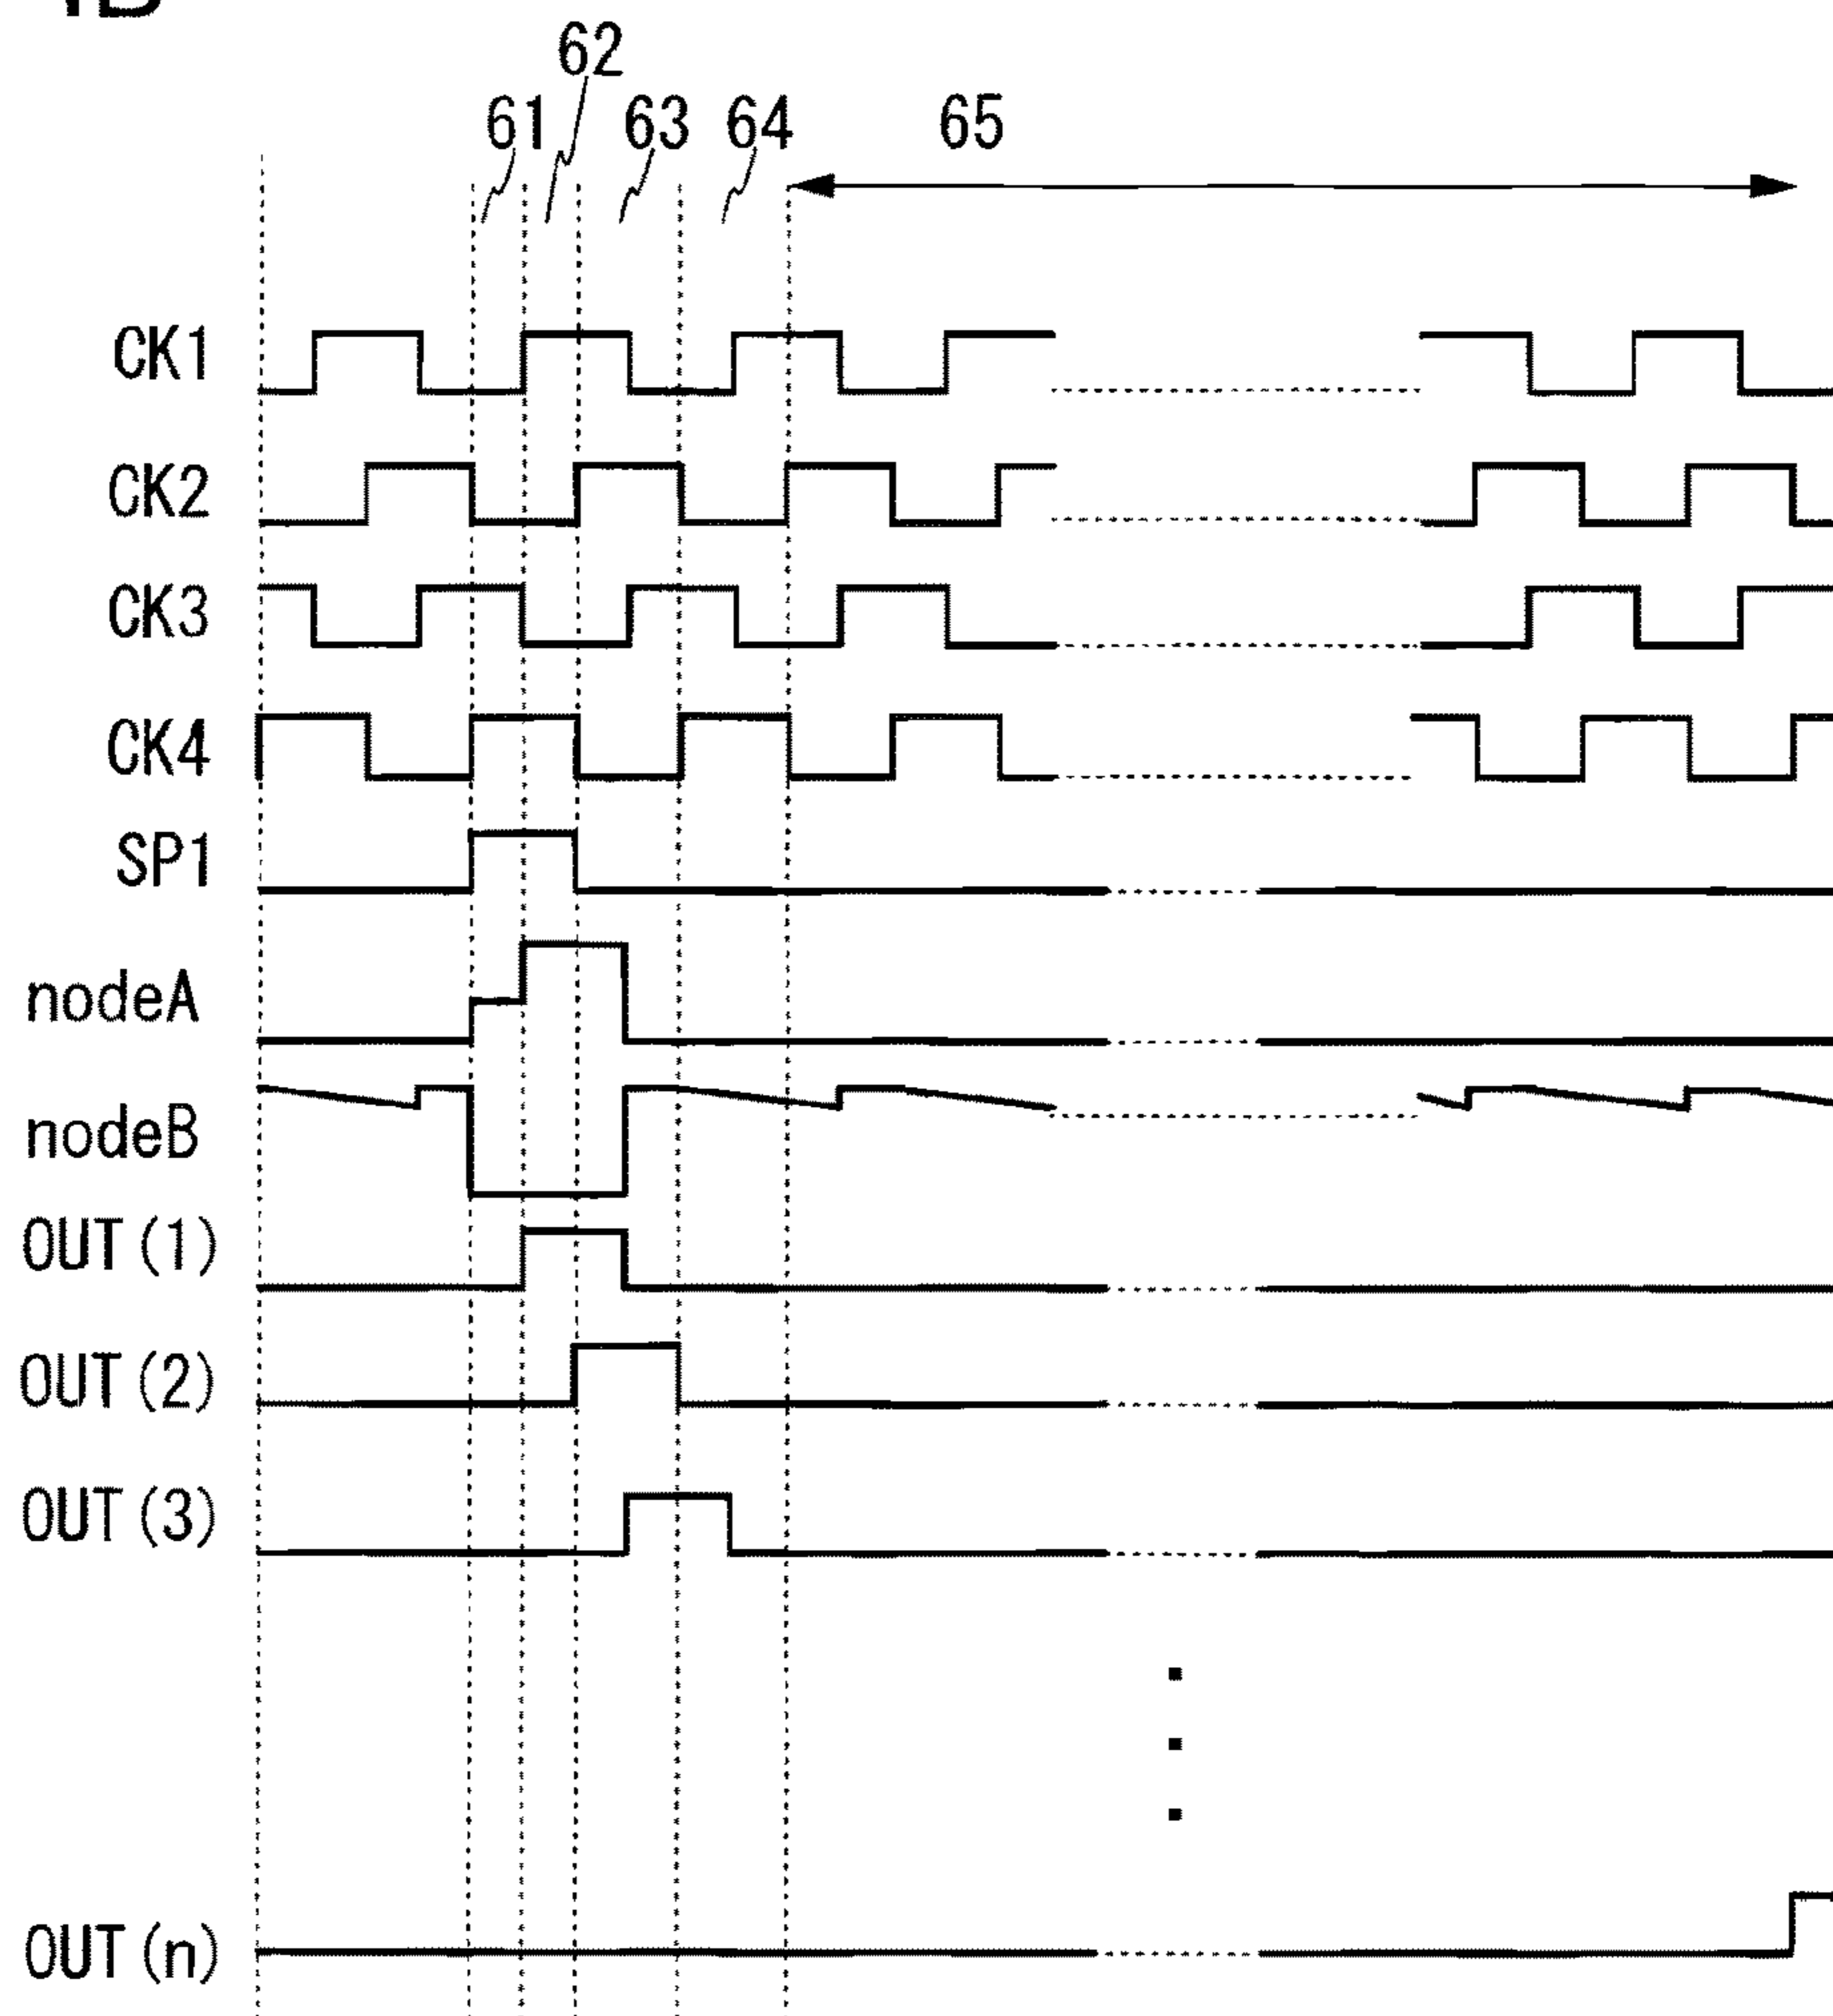 62
61 63 64 65
CK1
CK2
CK3
CK4
SP1
nodeA
nodeB
OUT(1)
OUT(2)
OUT(3)
OUT(n)